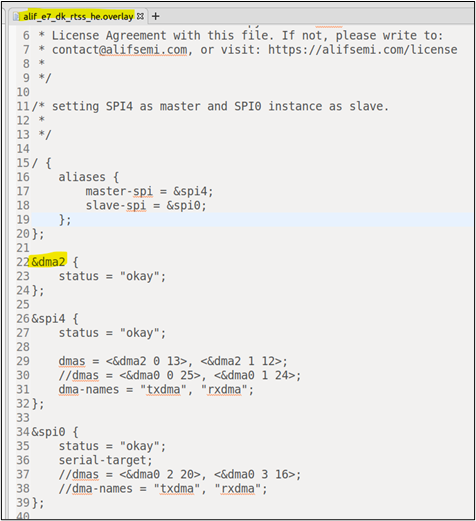 alif_e7_dk_rtss_he.overlay
6 * License Agreement with this file. If not, please write to:
7 * contact@alifsemi.com, or visit: https://alifsemi.com/license
8 *
9 */
10
11 /* setting SPI4 as master and SPI0 instance as slave.
12 *
13 */
14
15 / {
16     aliases {
17         master-spi = &spi4;
18         slave-spi = &spi0;
19     };
20 };
21
22 &dma2 {
23     status = "okay";
24 };
25
26 &spi4 {
27     status = "okay";
28
29     dmas = <&dma2 0 13>, <&dma2 1 12>;
30     //dmas = <&dma0 0 25>, <&dma0 1 24>;
31     dma-names = "txdma", "rxdma";
32 };
33
34 &spi0 {
35     status = "okay";
36     serial-target;
37     //dmas = <&dma0 2 20>, <&dma0 3 16>;
38     //dma-names = "txdma", "rxdma";
39 };
40